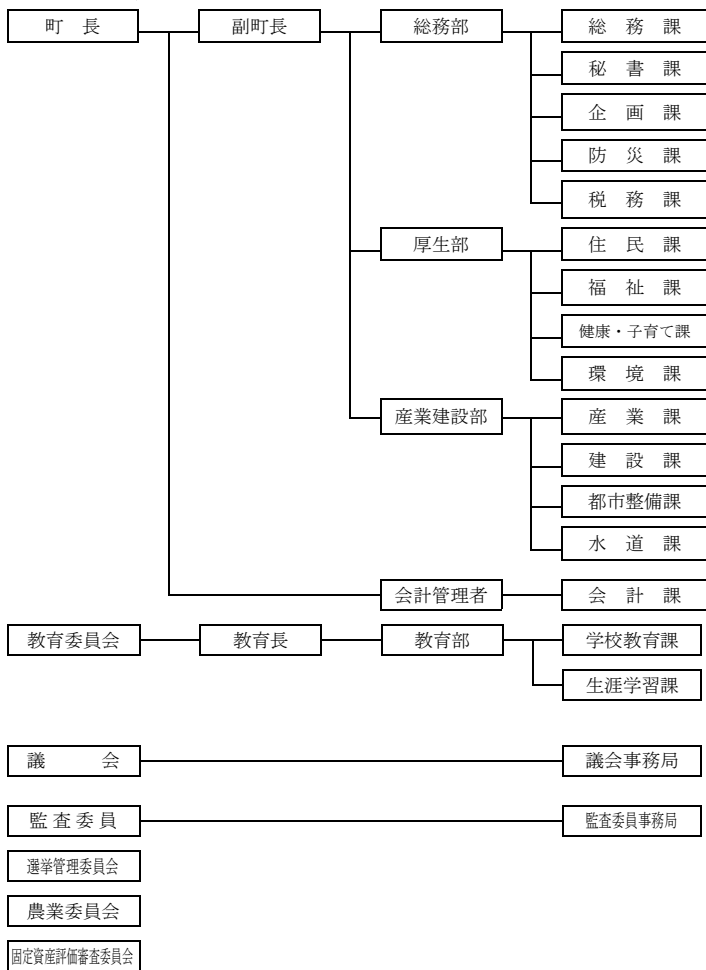 町　長
副町長
総務部
総　務　課
秘　書　課
企　画　課
防　災　課
税　務　課
厚生部
住　民　課
福　祉　課
健康・子育て課
環　境　課
産業建設部
産　業　課
建　設　課
都市整備課
水　道　課
会計管理者
会　計　課
教育委員会
教育長
教育部
学校教育課
生涯学習課
議　　　会
議会事務局
監 査 委 員
監査委員事務局
選挙管理委員会
農業委員会
固定資産評価審査委員会